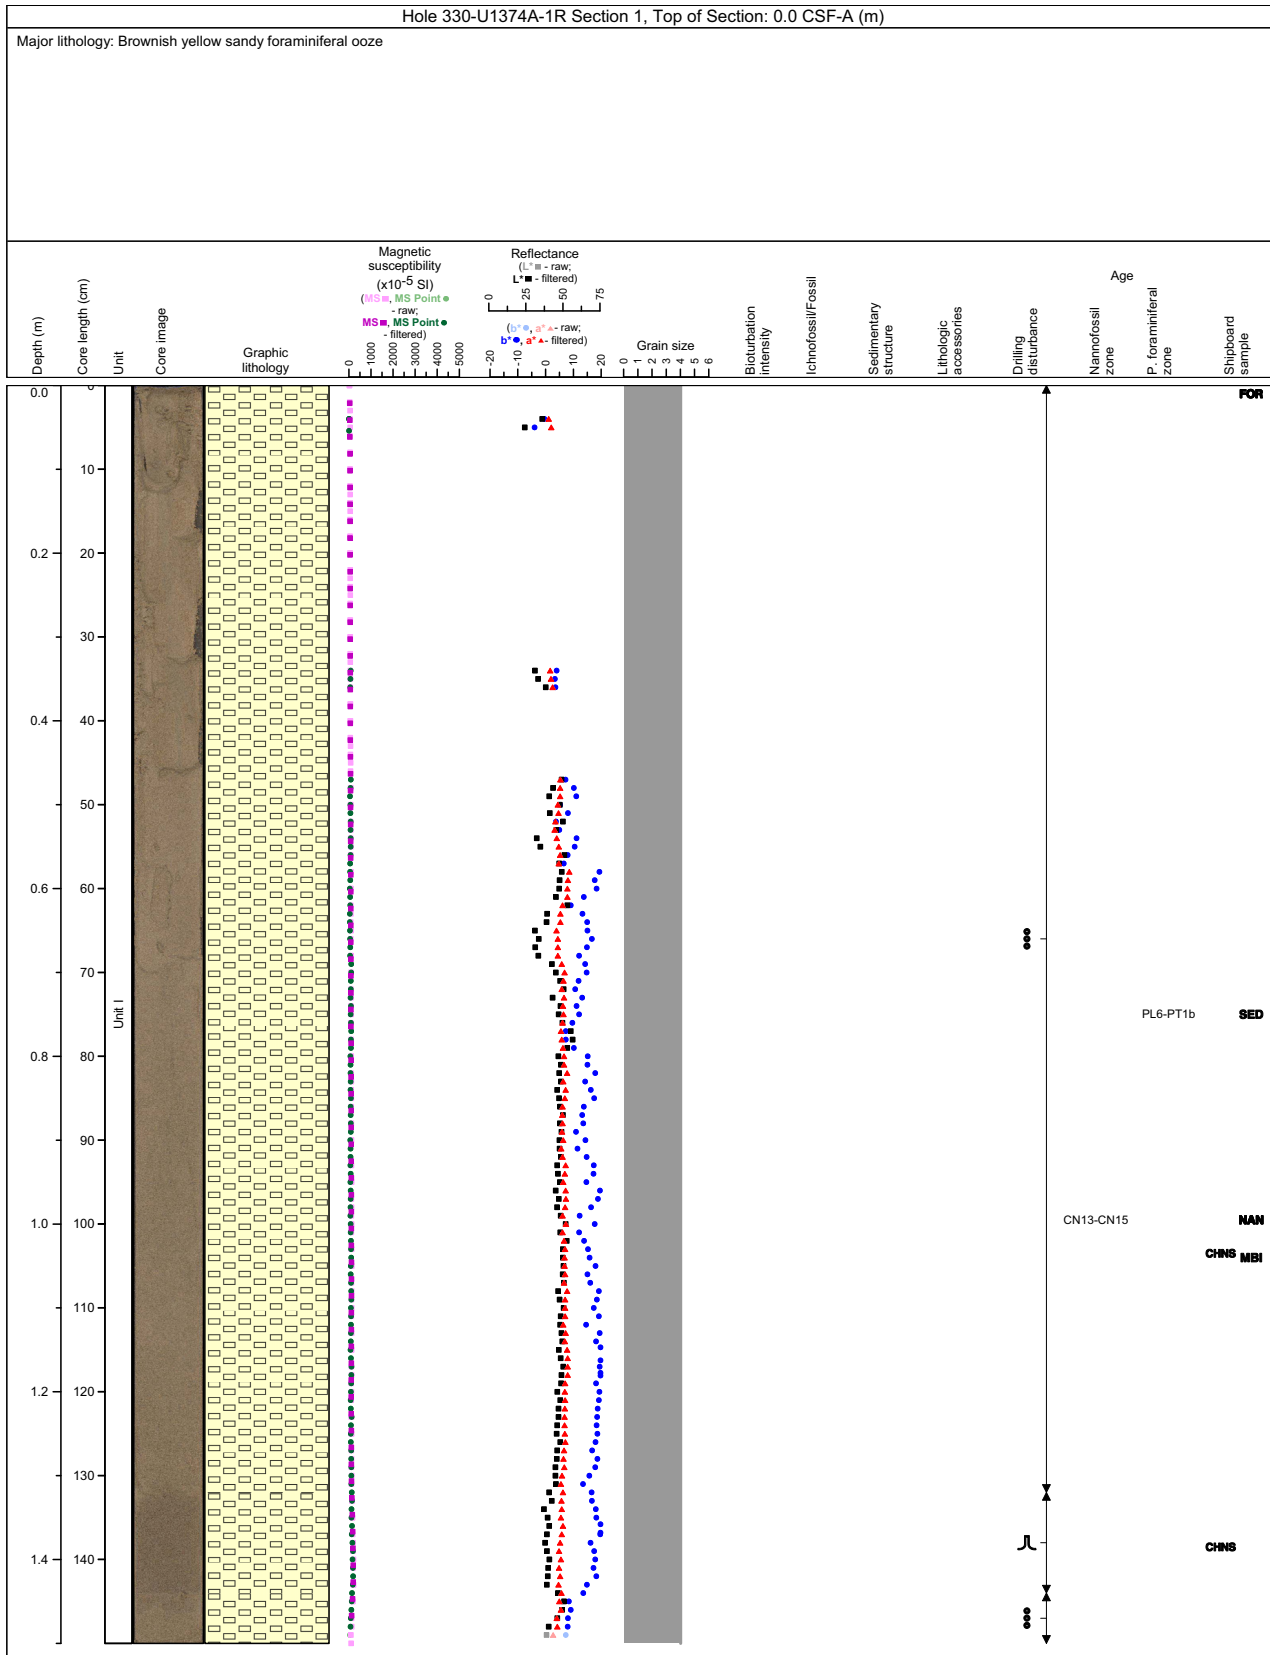 Hole 330-U1374A-1R Section 1, Top of Section: 0.0 CSF-A (m)
Major lithology: Brownish yellow sandy foraminiferal ooze
Depth (m)
Core length (cm)
Unit
Core image
Graphic
lithology
Magnetic
susceptibility
(x10-5 SI)
(MS, MS Point
- raw;
MS, MS Point
- filtered)
0 1000 2000 3000 4000 5000
Reflectance
(L* - raw;
L* - filtered)
0 25 50 75
(b*, a* - raw;
b*, a* - filtered)
-20 -10 0 10 20
Grain size
0 1 2 3 4 5 6
Bioturbation
intensity
Ichnofossil/Fossil
Sedimentary
structure
Lithologic
accessories
Drilling
disturbance
Age
Nannofossil
zone
P. foraminiferal
zone
Shipboard
sample
0.0 0 FOR
10
0.2 20
30
0.4 40
50
0.6 60
70
Unit I
PL6-PT1b SED
0.8 80
90
1.0 100 CN13-CN15 NAN
CHNS MBI
110
1.2 120
130
1.4 140 CHNS